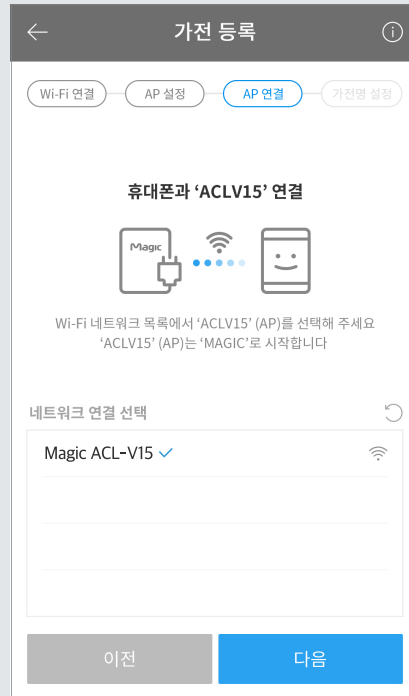 가전 등록
Wi-Fi 연결 AP 설정 AP 연결 가전명 설정
휴대폰과 ‘ACLV15’ 연결
Magic
Wi-Fi 네트워크 목록에서 ‘ACLV15’ (AP)를 선택해 주세요
‘ACLV15’ (AP)는 ‘MAGIC’로 시작합니다
네트워크 연결 선택
Magic ACL-V15
이전 다음